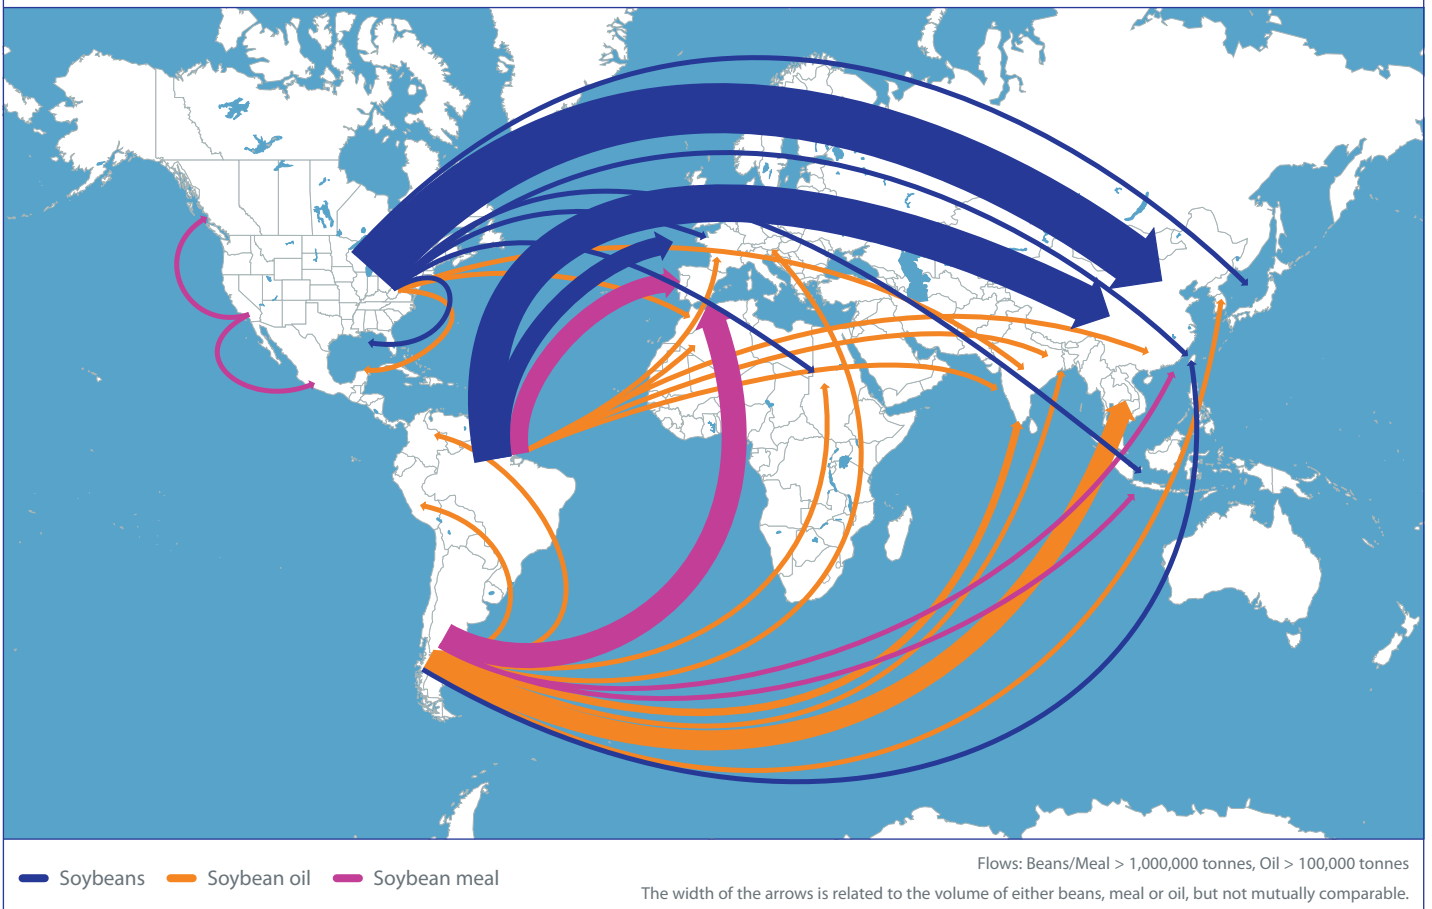 Soybeans
Soybean oil
Soybean meal
Flows: Beans/Meal > 1,000,000 tonnes, Oil > 100,000 tonnes
The width of the arrows is related to the volume of either beans, meal or oil, but not mutually comparable.